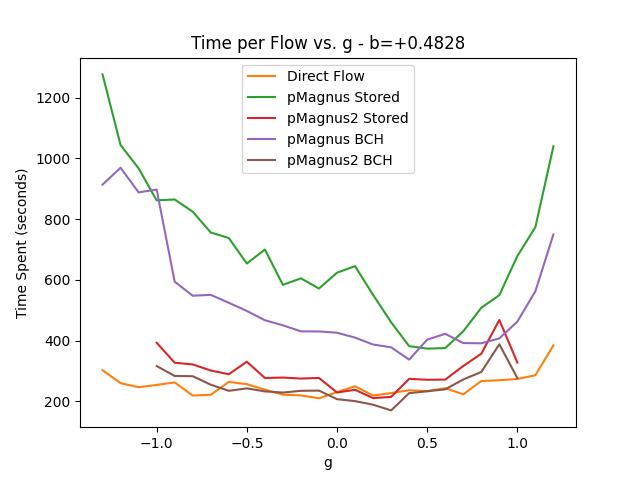 Time per Flow vs. g - b=+0.4828
Direct Flow
pMagnus Stored
pMagnus2 Stored
pMagnus BCH
pMagnus2 BCH
Time Spent (seconds)
1200
1000
800
600
400
200
−1.0 −0.5 0.0 0.5 1.0
g